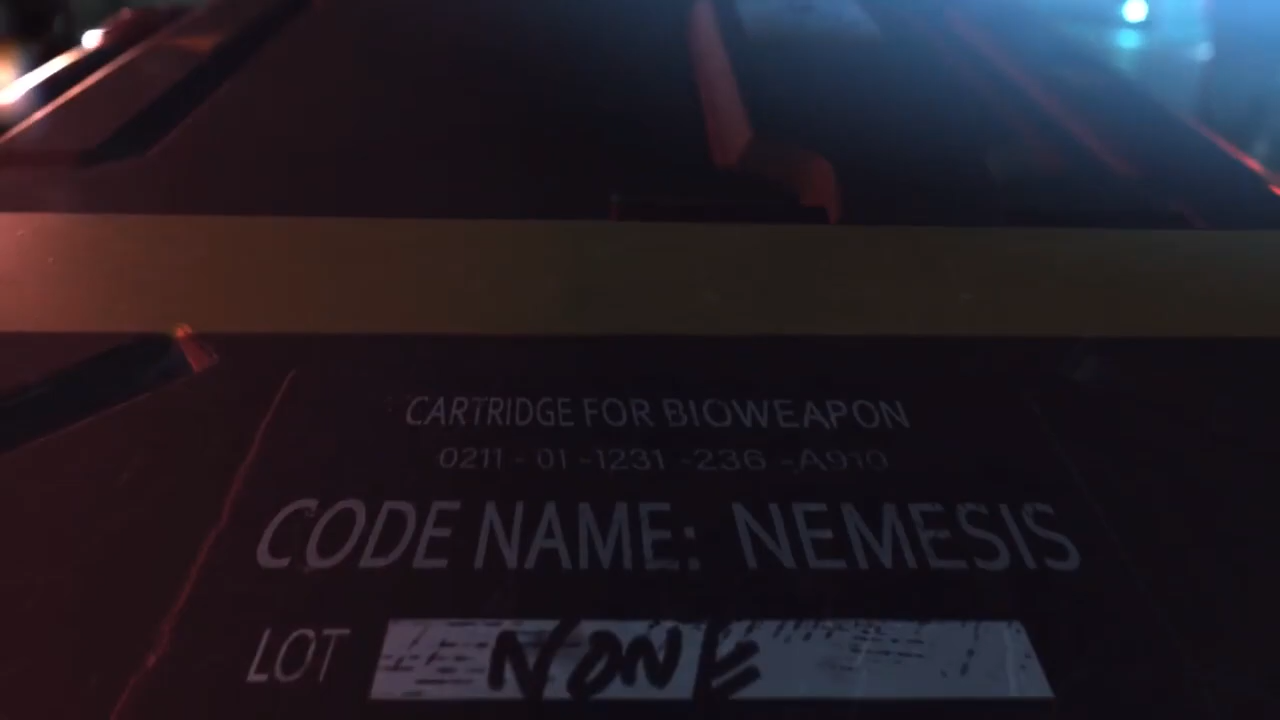 CARTRIDGE FOR BIOWEAPON
0211 - 01 -1231 -236 -A910
CODE NAME: NEMESIS
LOT NONE